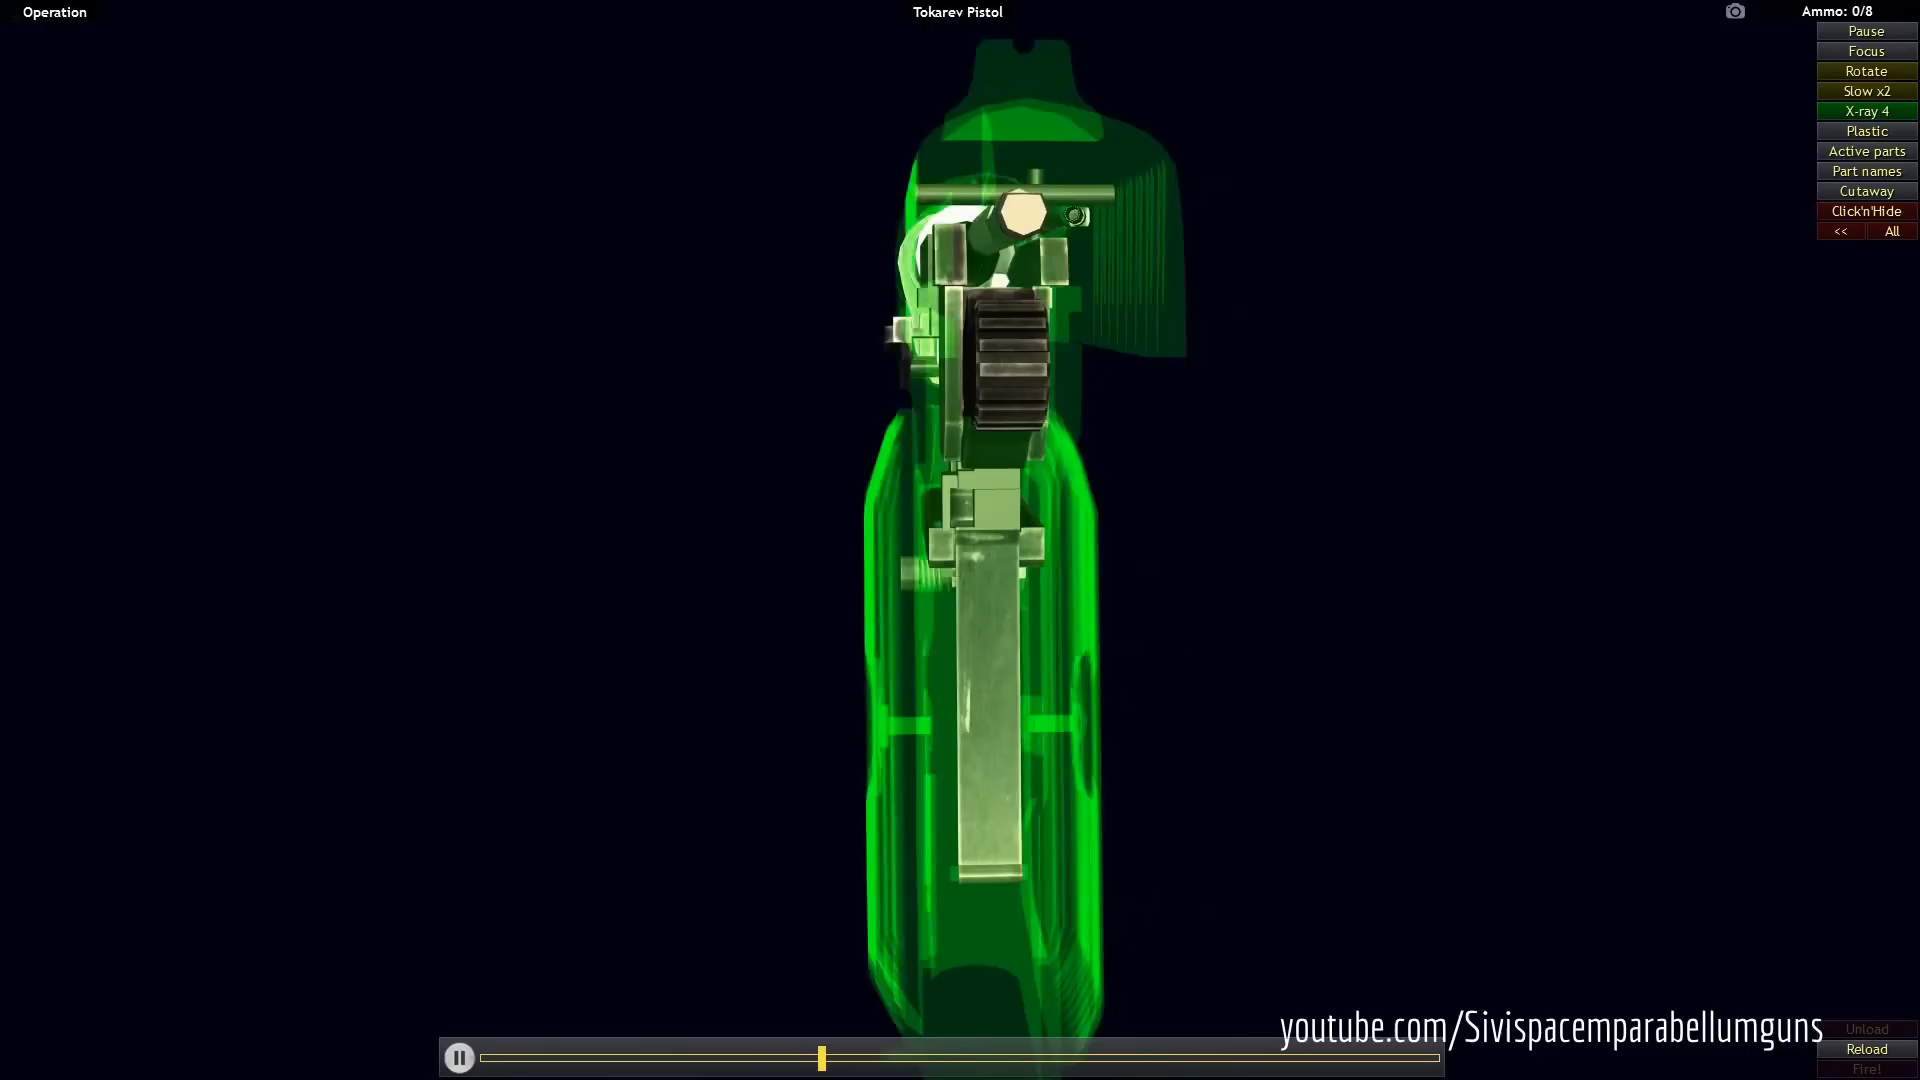 Operation
Tokarev Pistol
Ammo: 0/8
Pause
Focus
Rotate
Slow x2
X-ray 4
Plastic
Active parts
Part names
Cutaway
Click'n'Hide
<< All
youtube.com/Sivispacemparabellumguns
Unload
Reload
Fire!